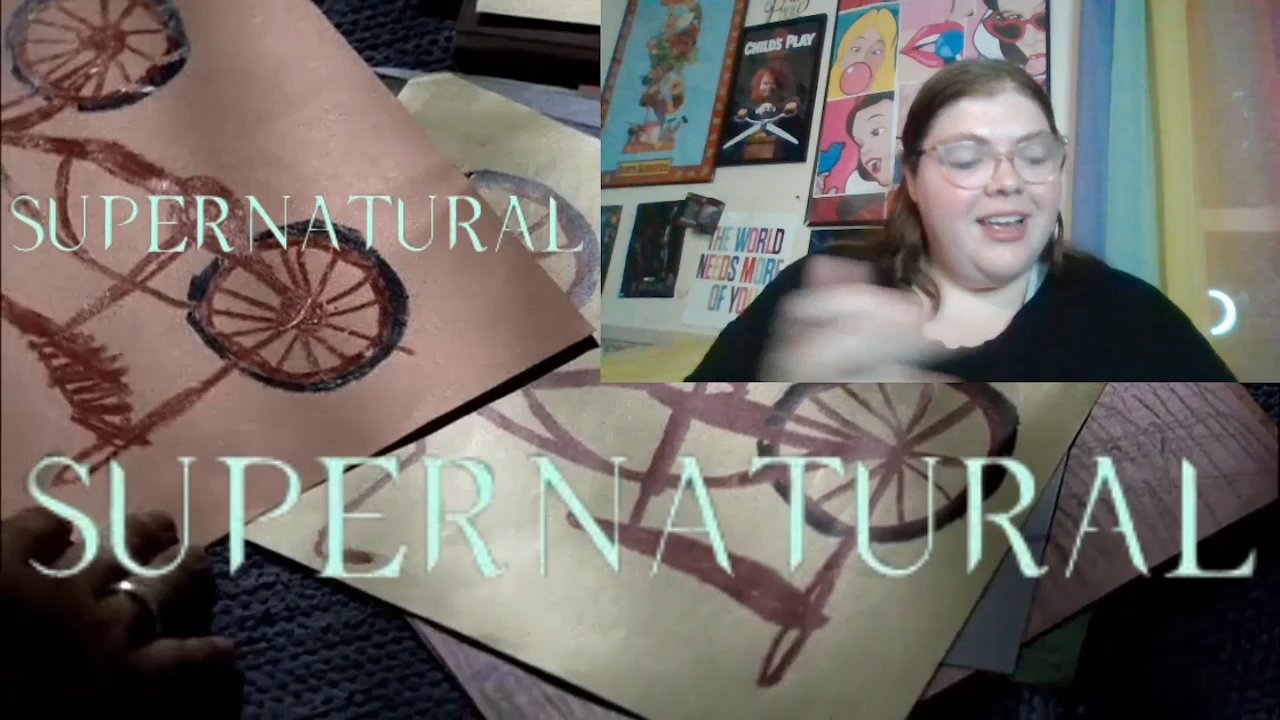 CHILD'S PLAY
SUPERNATURAL
THE WORLD
NEEDS MORE
OF YOU
SUPERNATURAL